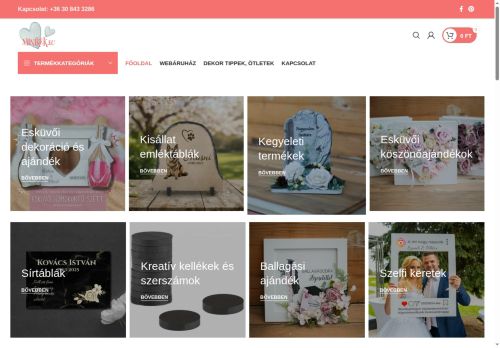 Kapcsolat: +36 30 843 3286
0 FT
TERMÉKKATEGÓRIÁK
FŐOLDAL
WEBÁRUHÁZ
DEKOR TIPPEK, ÖTLETEK
KAPCSOLAT
Esküvői
dekoráció és
ajándék
BŐVEBBEN
Kisállat
emléktáblák
BŐVEBBEN
Kegyeleti
termékek
BŐVEBBEN
Esküvői
köszönőajándékok
BŐVEBBEN
KOVÁCS ISTVÁN
Sírtáblák
BŐVEBBEN
Kreatív kellékek és
szerszámok
BŐVEBBEN
Ballagási
ajándék
BŐVEBBEN
Szelfi keretek
BŐVEBBEN